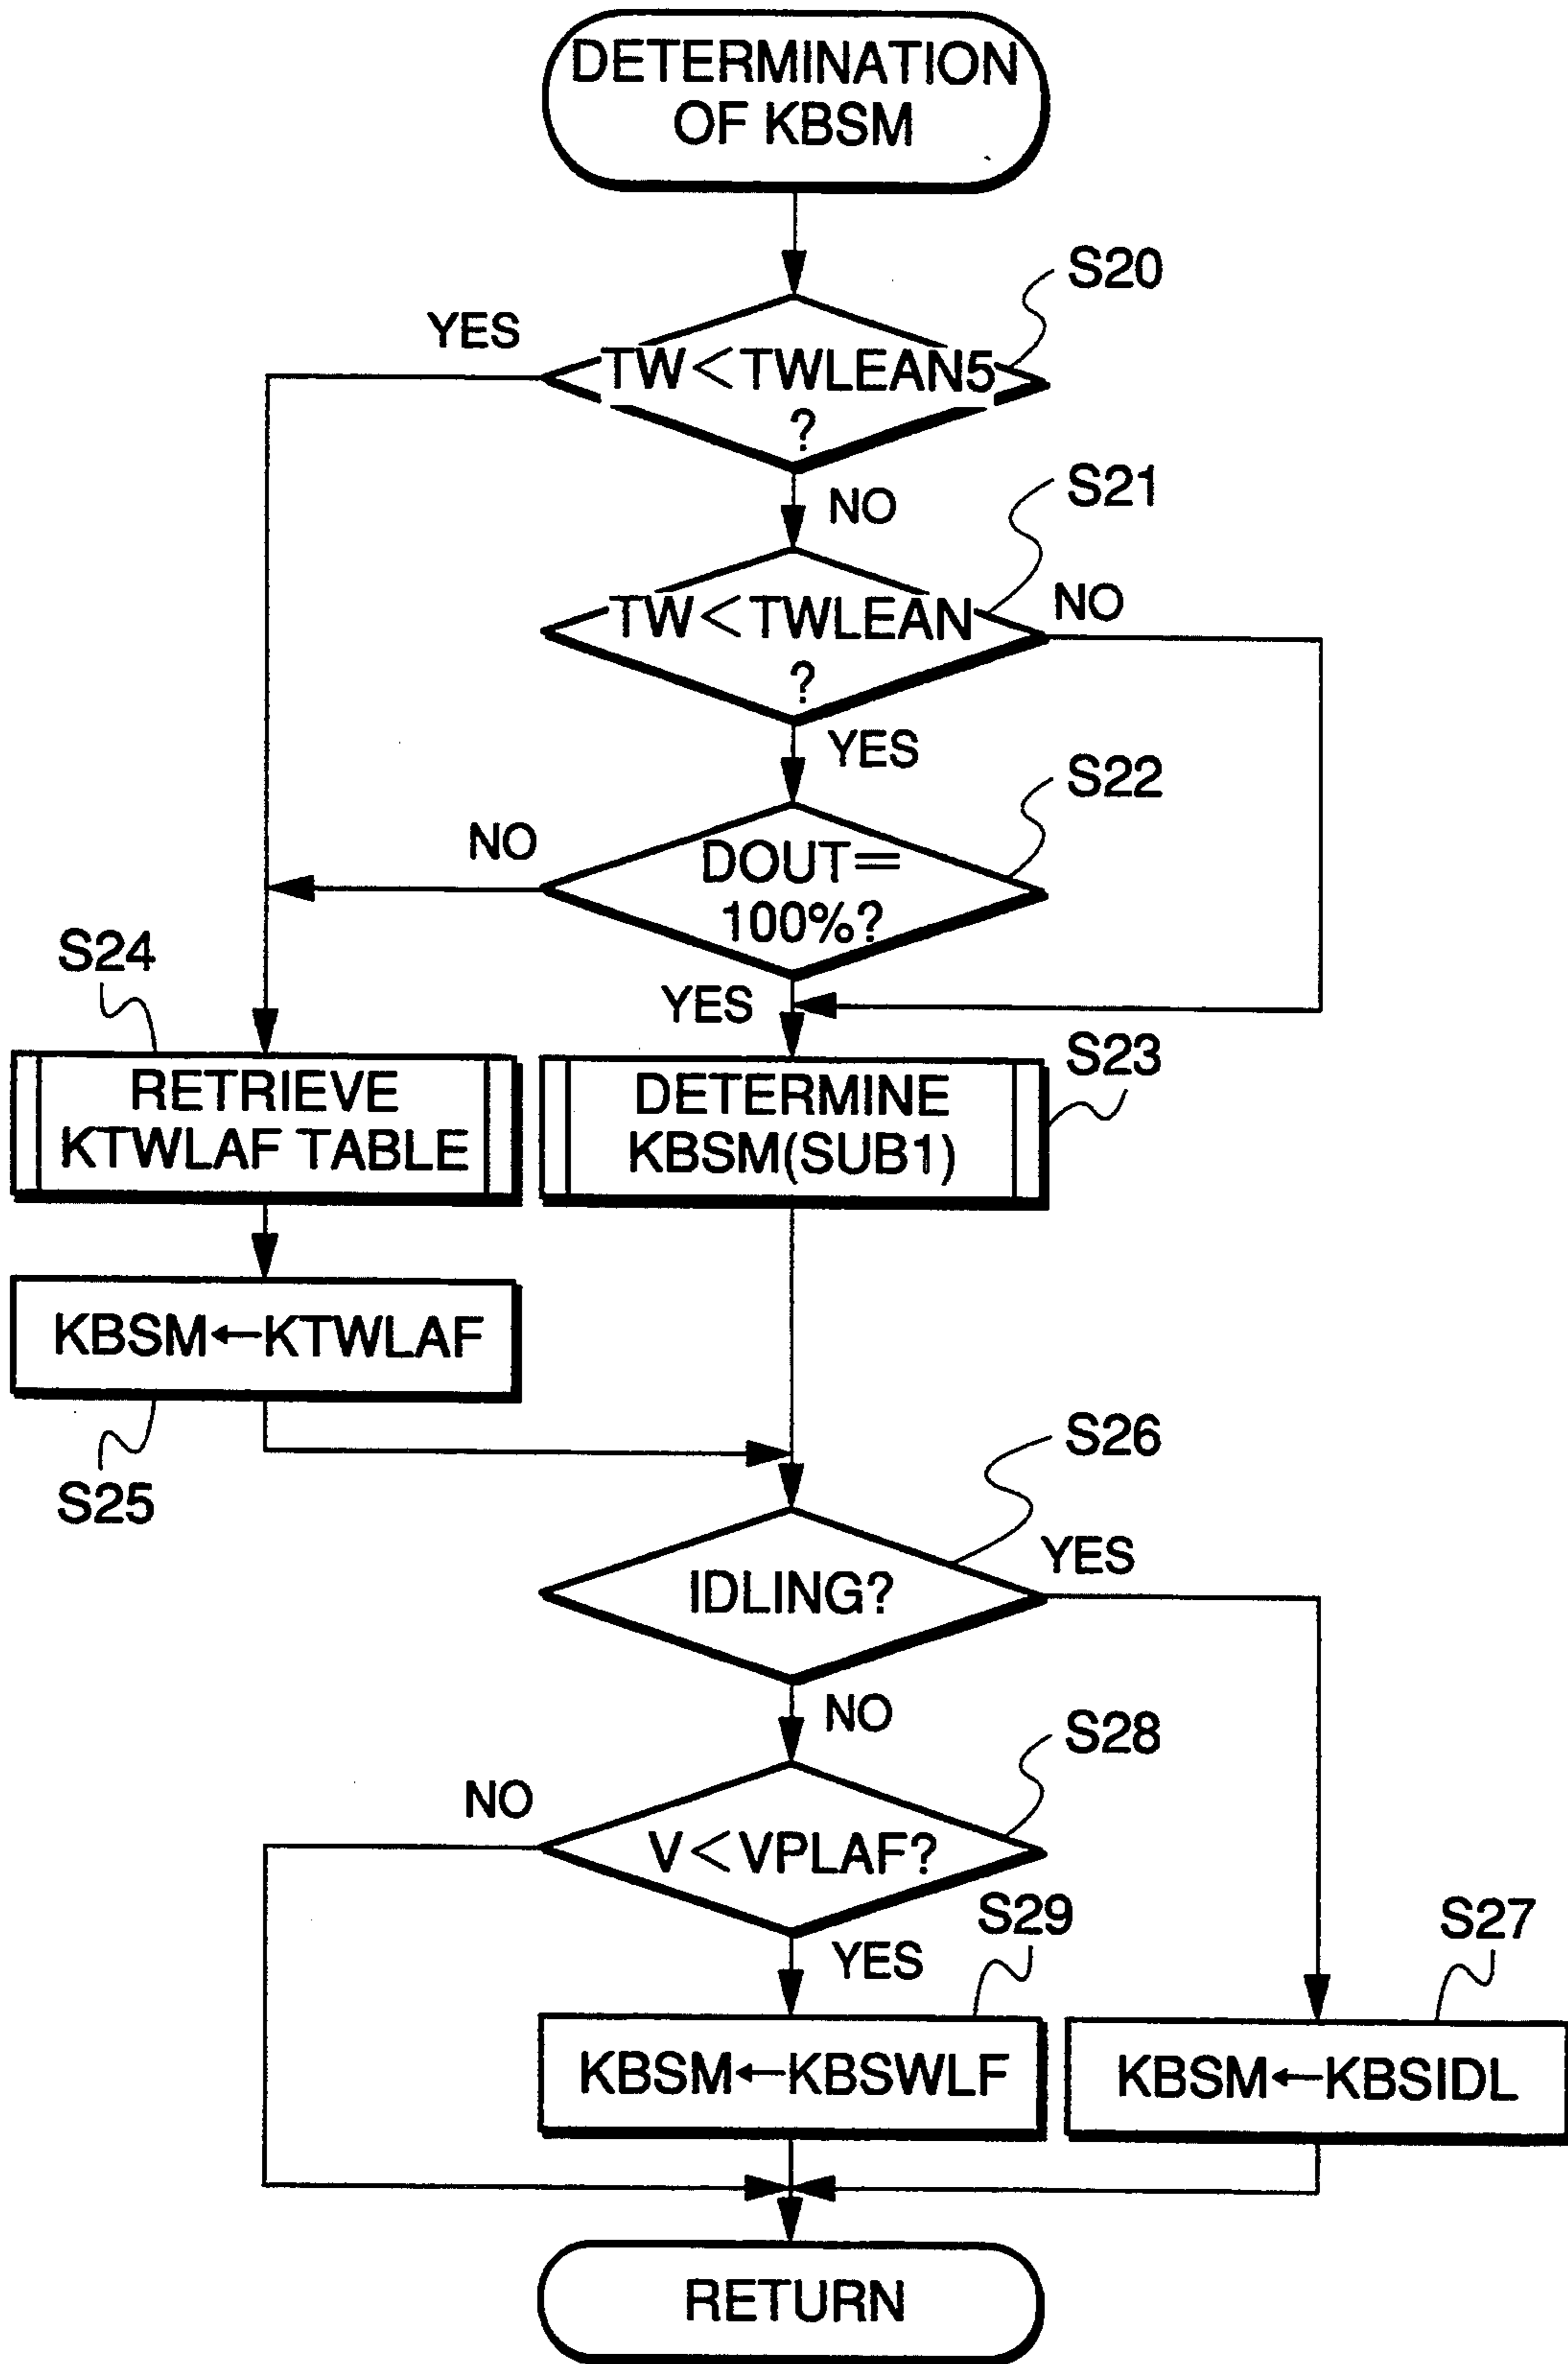 DETERMINATION
OF KBSM
S20
YES
TW<TWLEAN5
?
NO
S21
TW<TWLEAN
?
NO
YES
S22
NO
DOUT=
100%?
YES
S24
RETRIEVE
KTWLAF TABLE
S23
DETERMINE
KBSM(SUB1)
KBSM←KTWLAF
S25
S26
IDLING?
YES
NO
S28
NO
V<VPLAF?
YES
S29
KBSM←KBSWLF
S27
KBSM←KBSIDL
RETURN